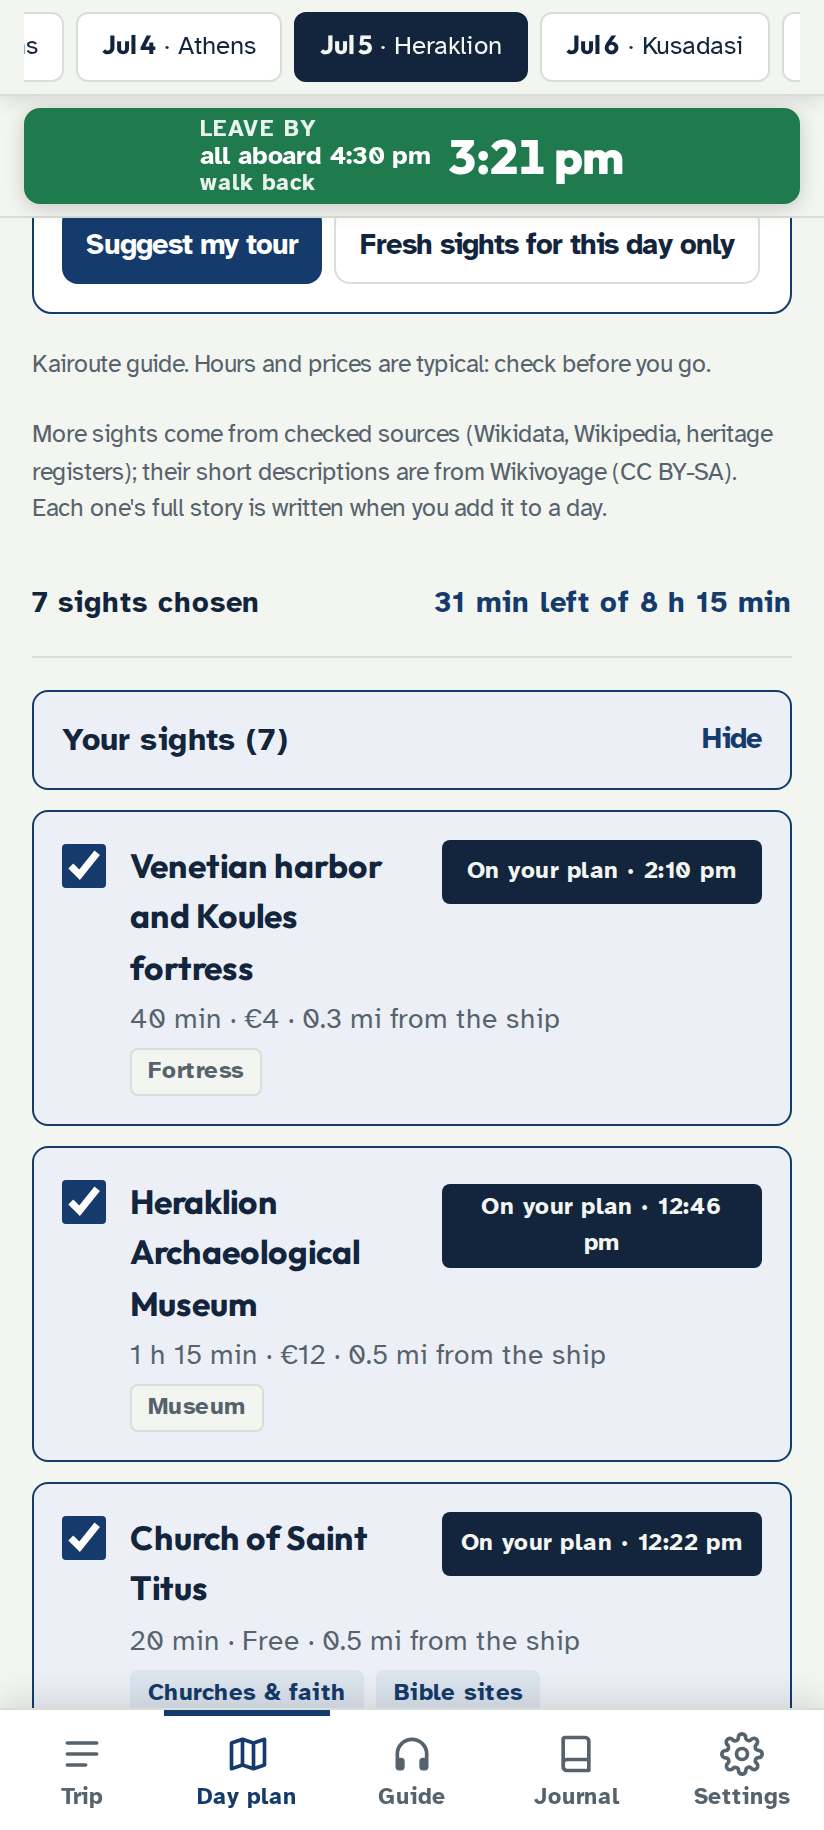 s
Jul 4 · Athens
Jul 5 · Heraklion
Jul 6 · Kusadasi
LEAVE BY
all aboard 4:30 pm
walk back
3:21 pm
Suggest my tour
Fresh sights for this day only
Kairoute guide. Hours and prices are typical: check before you go.
More sights come from checked sources (Wikidata, Wikipedia, heritage
registers); their short descriptions are from Wikivoyage (CC BY-SA).
Each one's full story is written when you add it to a day.
7 sights chosen
31 min left of 8 h 15 min
Your sights (7)
Hide
Venetian harbor
and Koules
fortress
On your plan · 2:10 pm
40 min · €4 · 0.3 mi from the ship
Fortress
Heraklion
Archaeological
Museum
On your plan · 12:46
pm
1 h 15 min · €12 · 0.5 mi from the ship
Museum
Church of Saint
Titus
On your plan · 12:22 pm
20 min · Free · 0.5 mi from the ship
Churches & faith
Bible sites
Trip
Day plan
Guide
Journal
Settings